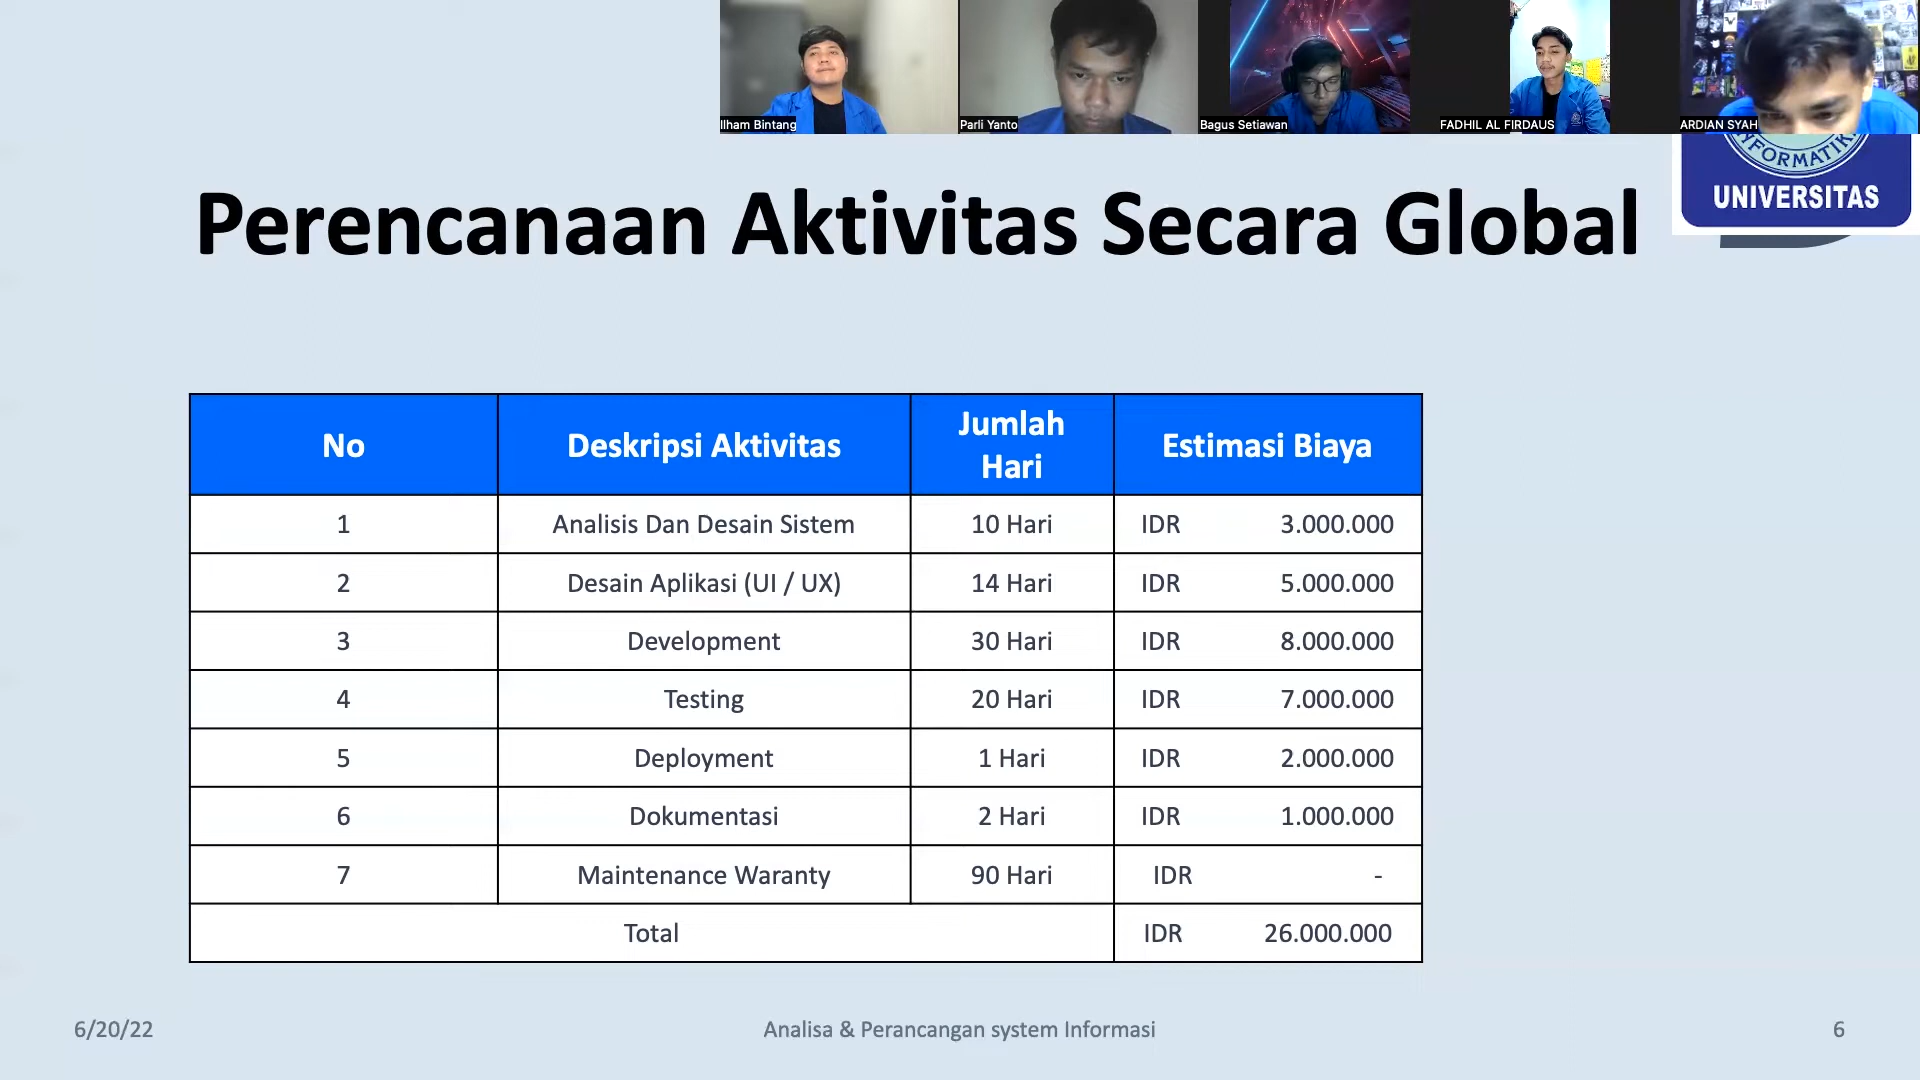 Ilham Bintang
Parli Yanto
Bagus Setiawan
FADHIL AL FIRDAUS
ARDIAN SYAH
INFORMATIKA
UNIVERSITAS
Perencanaan Aktivitas Secara Global
No Deskripsi Aktivitas Jumlah Hari Estimasi Biaya
1 Analisis Dan Desain Sistem 10 Hari IDR 3.000.000
2 Desain Aplikasi (UI / UX) 14 Hari IDR 5.000.000
3 Development 30 Hari IDR 8.000.000
4 Testing 20 Hari IDR 7.000.000
5 Deployment 1 Hari IDR 2.000.000
6 Dokumentasi 2 Hari IDR 1.000.000
7 Maintenance Waranty 90 Hari IDR -
Total IDR 26.000.000
6/20/22 Analisa & Perancangan system Informasi 6